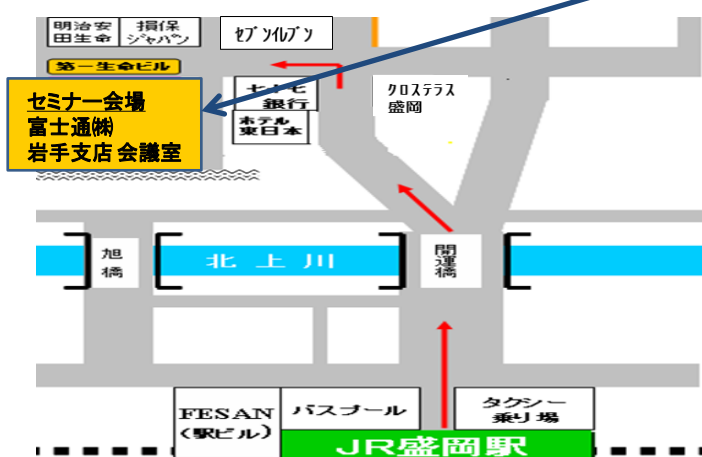 明治安
田生命
損保
ジャパン
セブンイレブン
第一生命ビル
七十七
銀行
クロステラス
盛岡
セミナー会場
富士通㈱
岩手支店 会議室
ホテル
東日本
旭
橋
北上川
開
運
橋
FESAN
(駅ビル)
バスプール
タクシー
乗り場
JR盛岡駅